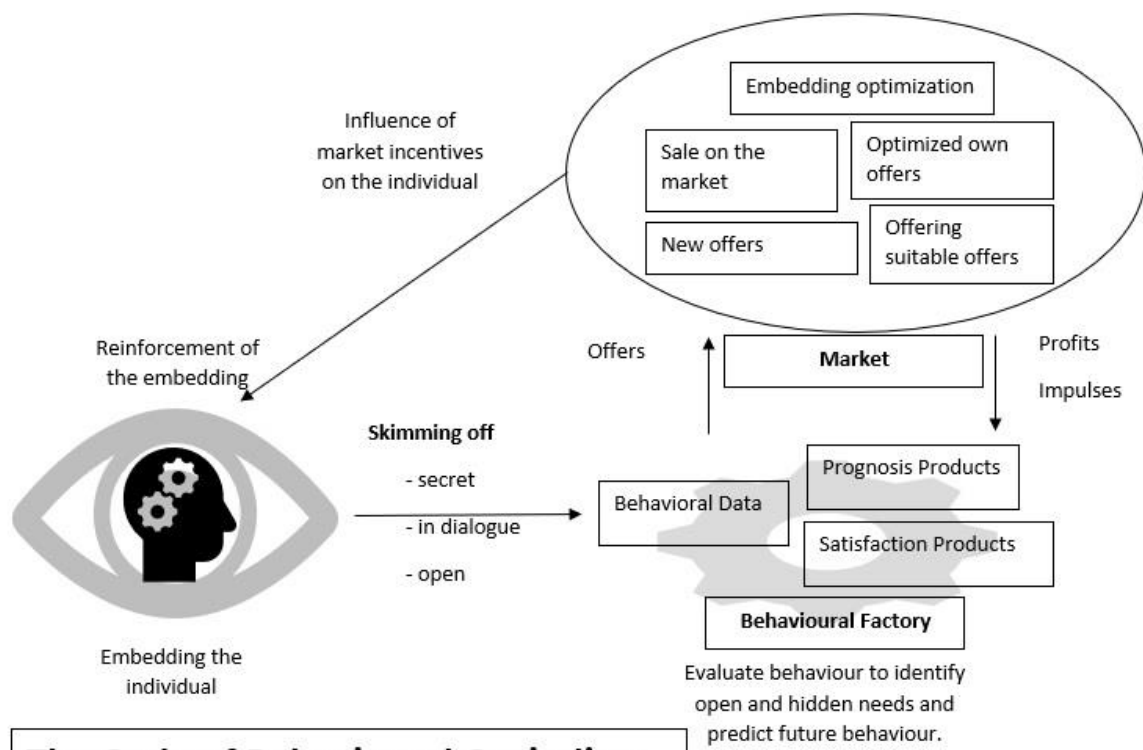 Embedding optimization
Sale on the
market
Optimized own
offers
New offers
Offering
suitable offers
Influence of
market incentives
on the individual
Offers
Market
Profits
Impulses
Reinforcement of
the embedding
Skimming off
- secret
- in dialogue
- open
Behavioral Data
Prognosis Products
Satisfaction Products
Behavioural Factory
Embedding the
individual
Evaluate behaviour to identify
open and hidden needs and
predict future behaviour.